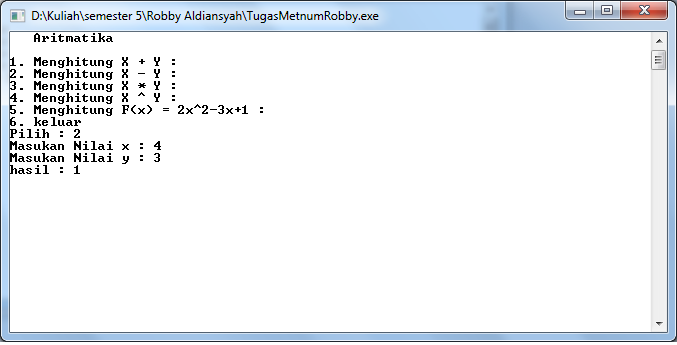 D:\Kuliah\semester 5\Robby Aldiansyah\TugasMetnumRobby.exe
Aritmatika
1. Menghitung X + Y :
2. Menghitung X - Y :
3. Menghitung X * Y :
4. Menghitung X ^ Y :
5. Menghitung F(x) = 2x^2-3x+1 :
6. keluar
Pilih : 2
Masukan Nilai x : 4
Masukan Nilai y : 3
hasil : 1